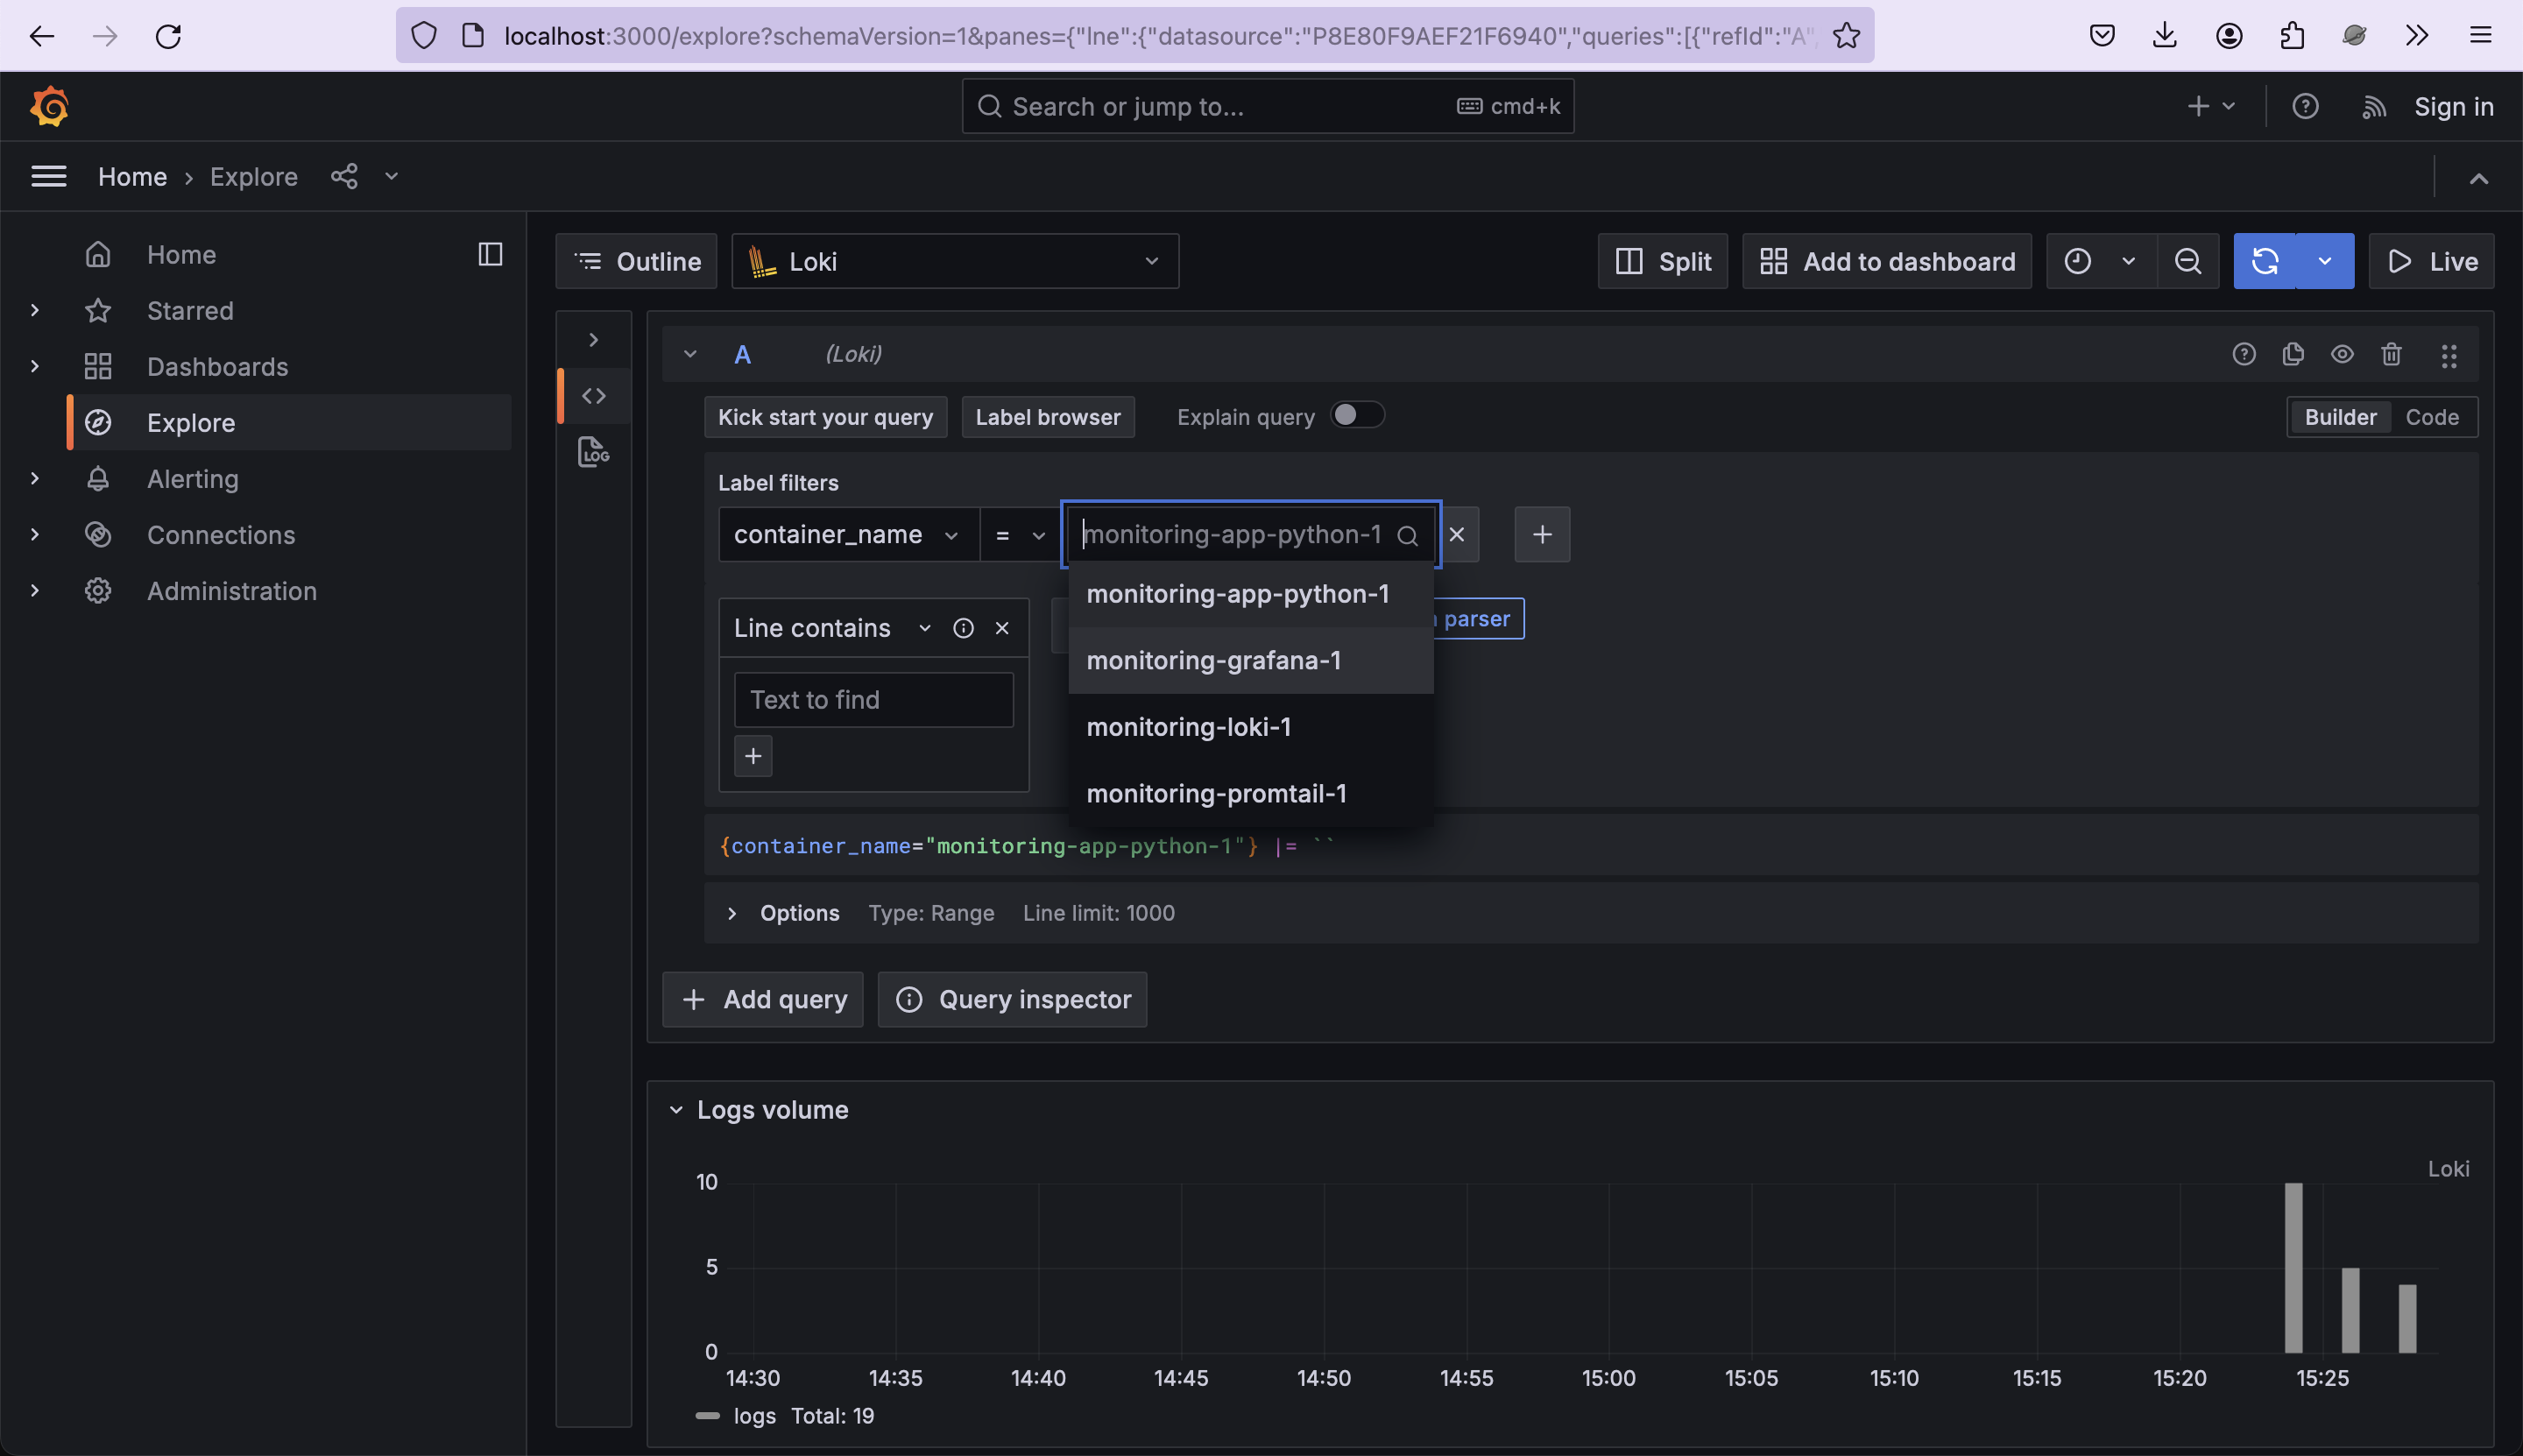 localhost:3000/explore?schemaVersion=1&panes={"lne":{"datasource":"P8E80F9AEF21F6940","queries":[{"refId":"A",
Search or jump to...
cmd+k
Sign in
Home
Explore
Home
Starred
Dashboards
Explore
Alerting
Connections
Administration
Outline
Loki
Split
Add to dashboard
Live
A
(Loki)
Kick start your query
Label browser
Explain query
Builder
Code
Label filters
container_name
=
monitoring-app-python-1
monitoring-app-python-1
monitoring-grafana-1
monitoring-loki-1
monitoring-promtail-1
Line contains
parser
Text to find
{container_name="monitoring-app-python-1"} |= ``
Options
Type: Range
Line limit: 1000
Add query
Query inspector
LOG
Logs volume
Loki
10
5
0
14:30
14:35
14:40
14:45
14:50
14:55
15:00
15:05
15:10
15:15
15:20
15:25
logs
Total: 19